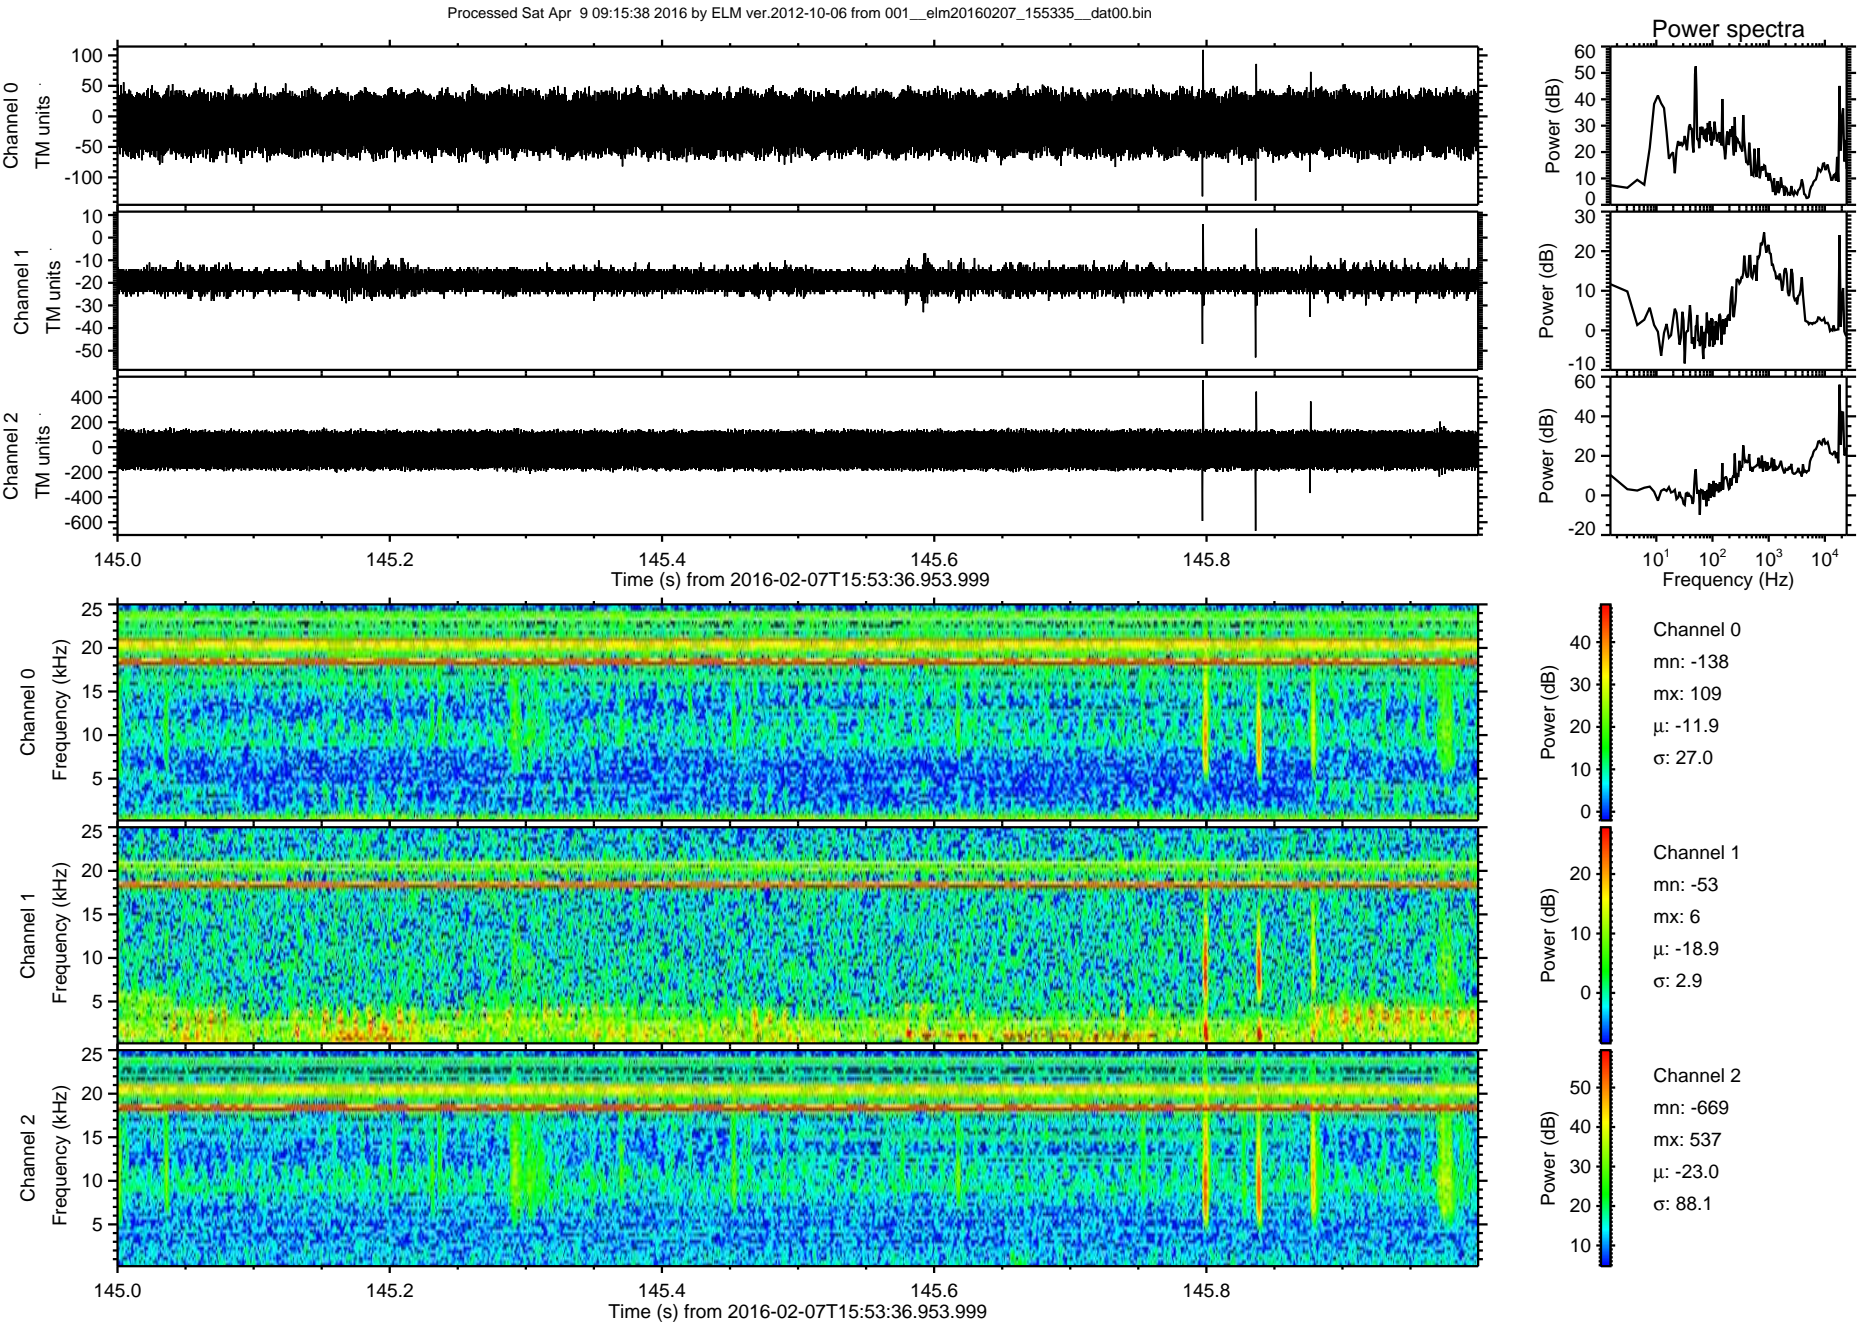 Processed Sat Apr  9 09:15:38 2016 by ELM ver.2012-10-06 from 001__elm20160207_155335__dat00.bin
Power spectra
Channel 0
TM units
100
50
0
-50
-100
Power (dB)
60
50
40
30
20
10
0
Channel 1
TM units
10
0
-10
-20
-30
-40
-50
Power (dB)
30
20
10
0
-10
Channel 2
TM units
400
200
0
-200
-400
-600
Power (dB)
60
40
20
0
-20
145.0 145.2 145.4 145.6 145.8
Time (s) from 2016-02-07T15:53:36.953.999
10¹ 10² 10³ 10⁴
Frequency (Hz)
Channel 0
Frequency (kHz)
25
20
15
10
5
Power (dB)
40
30
20
10
0
Channel 0
mn: -138
mx: 109
μ: -11.9
σ: 27.0
Channel 1
Frequency (kHz)
25
20
15
10
5
Power (dB)
20
10
0
Channel 1
mn: -53
mx: 6
μ: -18.9
σ: 2.9
Channel 2
Frequency (kHz)
25
20
15
10
5
Power (dB)
50
40
30
20
10
Channel 2
mn: -669
mx: 537
μ: -23.0
σ: 88.1
145.0 145.2 145.4 145.6 145.8
Time (s) from 2016-02-07T15:53:36.953.999